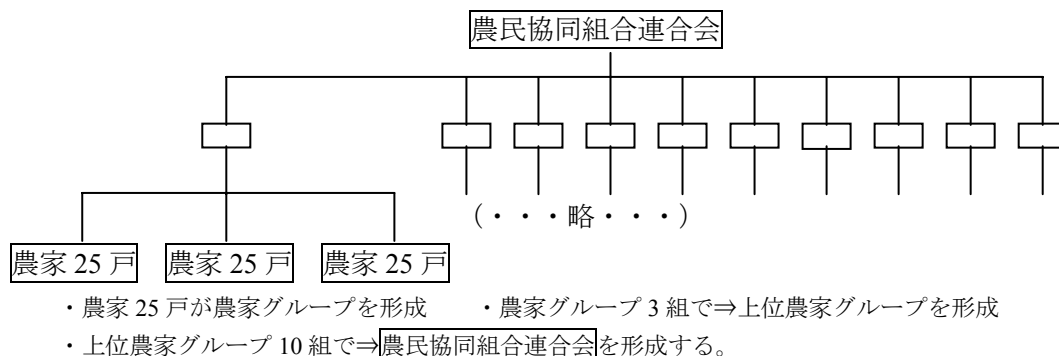 農民協同組合連合会
(・・・略・・・)
農家 25 戸 農家 25 戸 農家 25 戸
・農家 25 戸が農家グループを形成 ・農家グループ 3 組で⇒上位農家グループを形成
・上位農家グループ 10 組で⇒農民協同組合連合会を形成する。